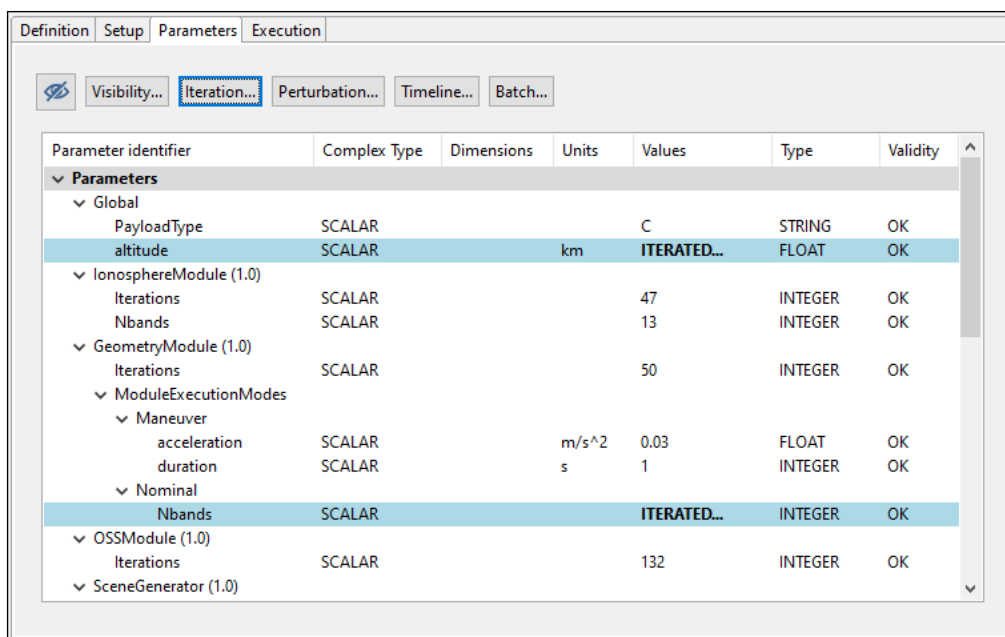 Definition Setup Parameters Execution
Visibility... Iteration... Perturbation... Timeline... Batch...
Parameter identifier Complex Type Dimensions Units Values Type Validity
Parameters
Global
PayloadType SCALAR C STRING OK
altitude SCALAR km ITERATED... FLOAT OK
IonosphereModule (1.0)
Iterations SCALAR 47 INTEGER OK
Nbands SCALAR 13 INTEGER OK
GeometryModule (1.0)
Iterations SCALAR 50 INTEGER OK
ModuleExecutionModes
Maneuver
acceleration SCALAR m/s^2 0.03 FLOAT OK
duration SCALAR s 1 INTEGER OK
Nominal
Nbands SCALAR ITERATED... INTEGER OK
OSSModule (1.0)
Iterations SCALAR 132 INTEGER OK
SceneGenerator (1.0)